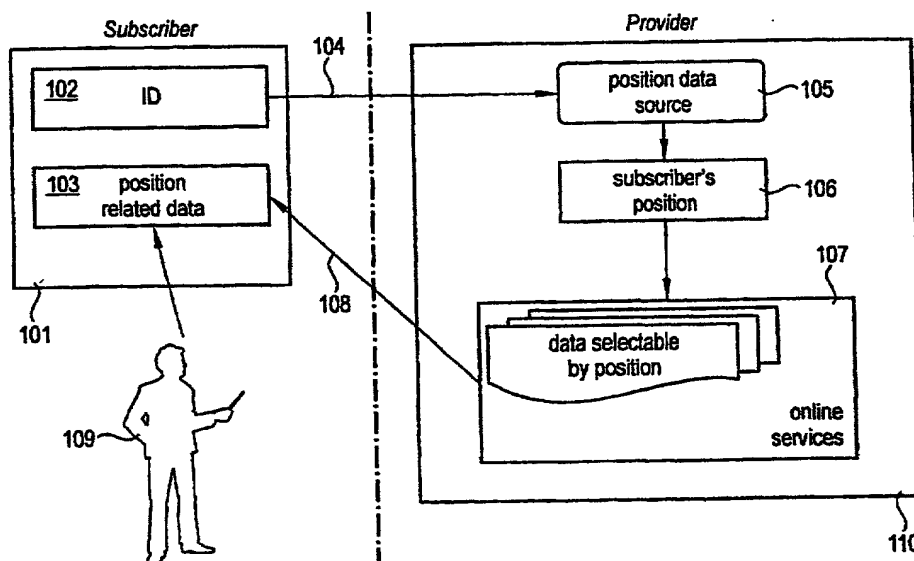 Subscriber
Provider
104
102
ID
position data
source
105
103
position
related data
subscriber's
position
106
107
108
101
data selectable
by position
online
services
109
110